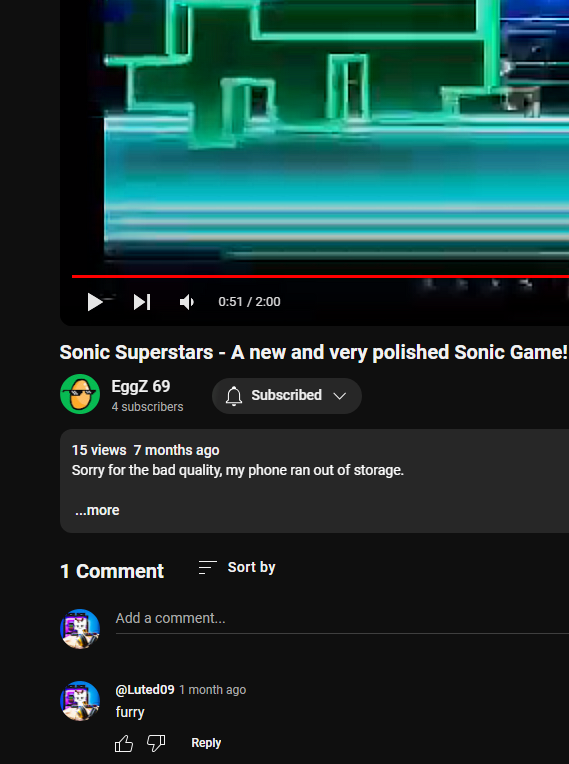 0:51 / 2:00
Sonic Superstars - A new and very polished Sonic Game!
EggZ 69
4 subscribers
Subscribed
15 views 7 months ago
Sorry for the bad quality, my phone ran out of storage.
...more
1 Comment
Sort by
Add a comment...
@Luted09 1 month ago
furry
Reply